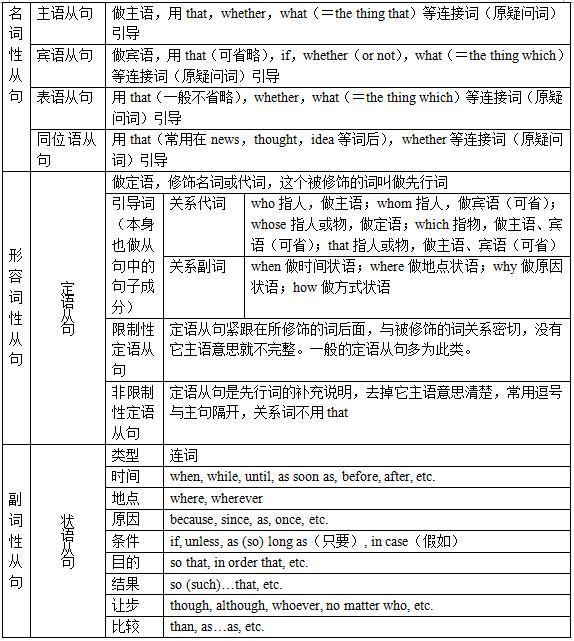 名词性从句
主语从句
做主语，用 that，whether，what（＝the thing that）等连接词（原疑问词）
引导
宾语从句
做宾语，用 that（可省略），if，whether（or not），what（＝the thing which）
等连接词（原疑问词）引导
表语从句
用 that（一般不省略），whether，what（＝the thing which）等连接词（原疑
问词）引导
同位语从
句
用 that（常用在 news，thought，idea 等词后），whether 等连接词（原疑问
词）引导
形容词性从句
定语从句
做定语，修饰名词或代词，这个被修饰的词叫做先行词
引导词
（本身
也做从
句中的
句子成
分）
关系代词
who 指人，做主语；whom 指人，做宾语（可省）；
whose 指人或物，做定语；which 指物，做主语、宾
语（可省）；that 指人或物，做主语、宾语（可省）
关系副词
when 做时间状语；where 做地点状语；why 做原因
状语；how 做方式状语
限制性
定语从
句
定语从句紧跟在所修饰的词后面，与被修饰的词关系密切，没有
它主语意思就不完整。一般的定语从句多为此类。
非限制
性定语
从句
定语从句是先行词的补充说明，去掉它主语意思清楚，常用逗号
与主句隔开，关系词不用 that
副词性从句
状语从句
类型
连词
时间
when, while, until, as soon as, before, after, etc.
地点
where, wherever
原因
because, since, as, once, etc.
条件
if, unless, as (so) long as（只要）, in case（假如）
目的
so that, in order that, etc.
结果
so (such)…that, etc.
让步
though, although, whoever, no matter who, etc.
比较
than, as…as, etc.